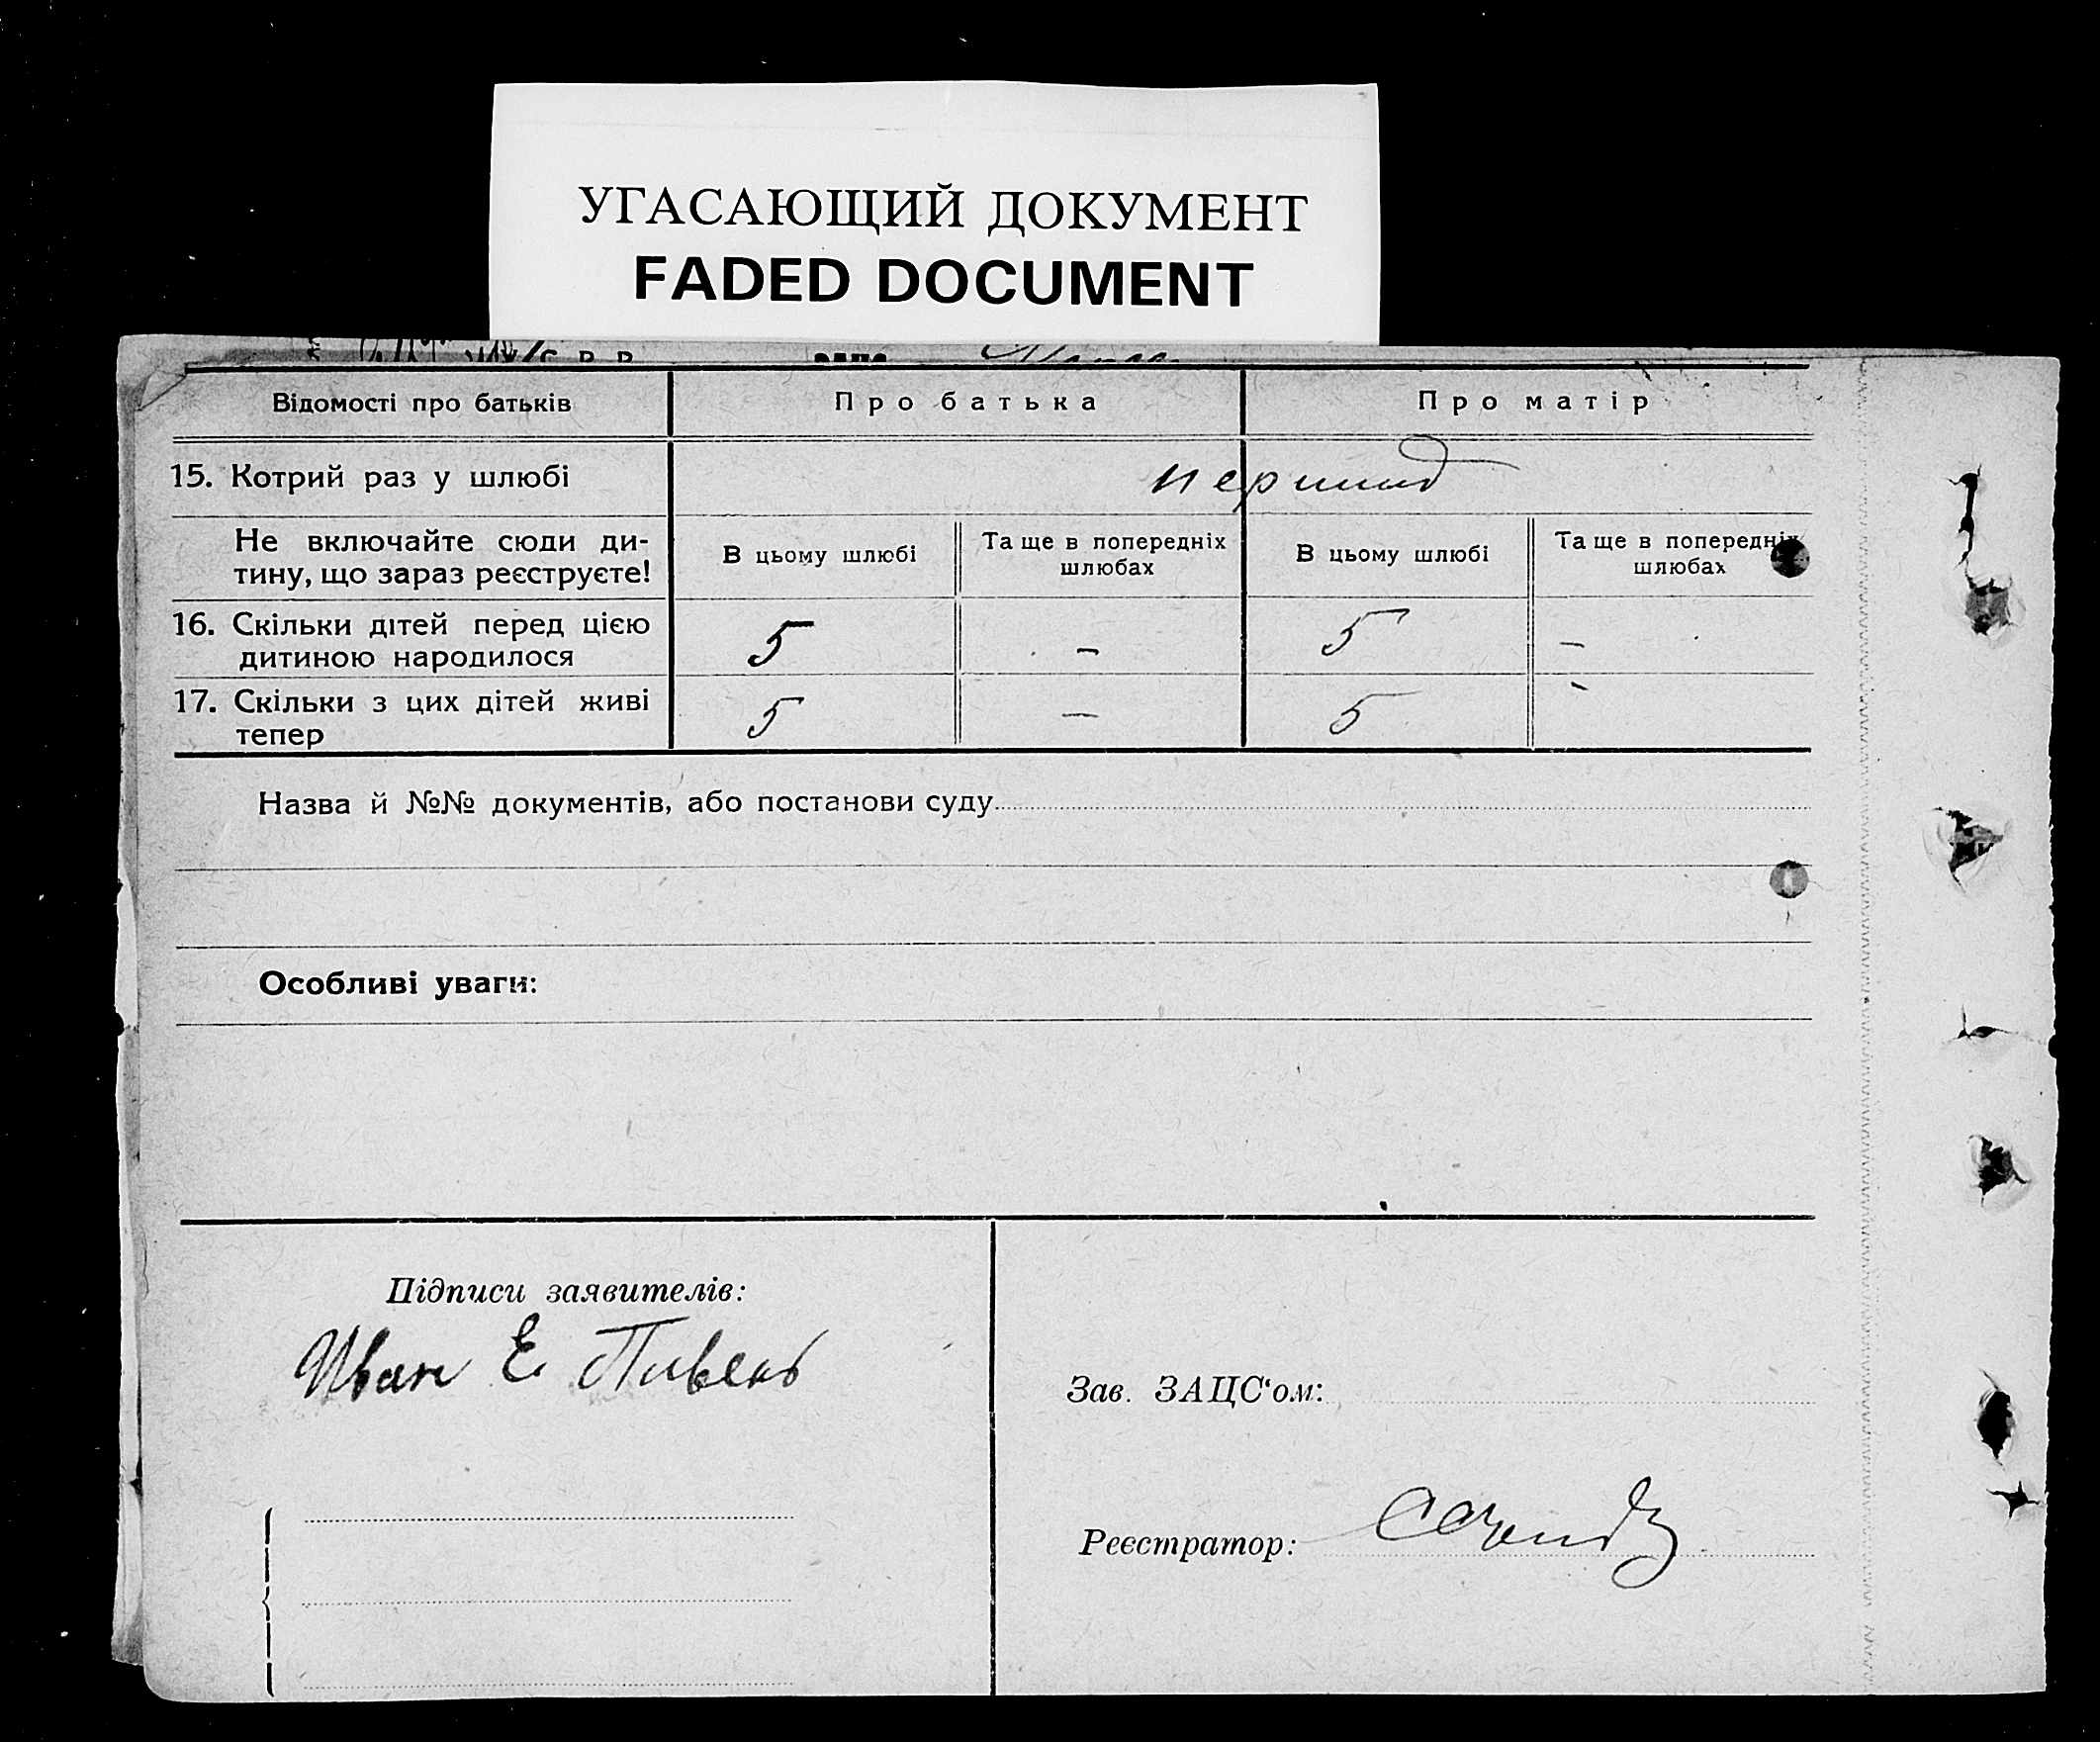 УГАСАЮЩИЙ ДОКУМЕНТ
FADED DOCUMENT
Відомості про батьків Про батька Про матір
15. Котрий раз у шлюбі
Не включайте сюди ди-
тину, що зараз реєструєте!
В цьому шлюбі
Та ще в попередніх
шлюбах
В цьому шлюбі
Та ще в попередніх
шлюбах
16. Скільки дітей перед цією
дитиною народилося
5 – 5 –
17. Скільки з цих дітей живі
тепер
5 – 5 -
Назва й №№ документів, або постанови суду
Особливі уваги:
Підписи заявителів:
Иван Е. Пивень
Зав. ЗАЦС‘ом:
Реєстратор: